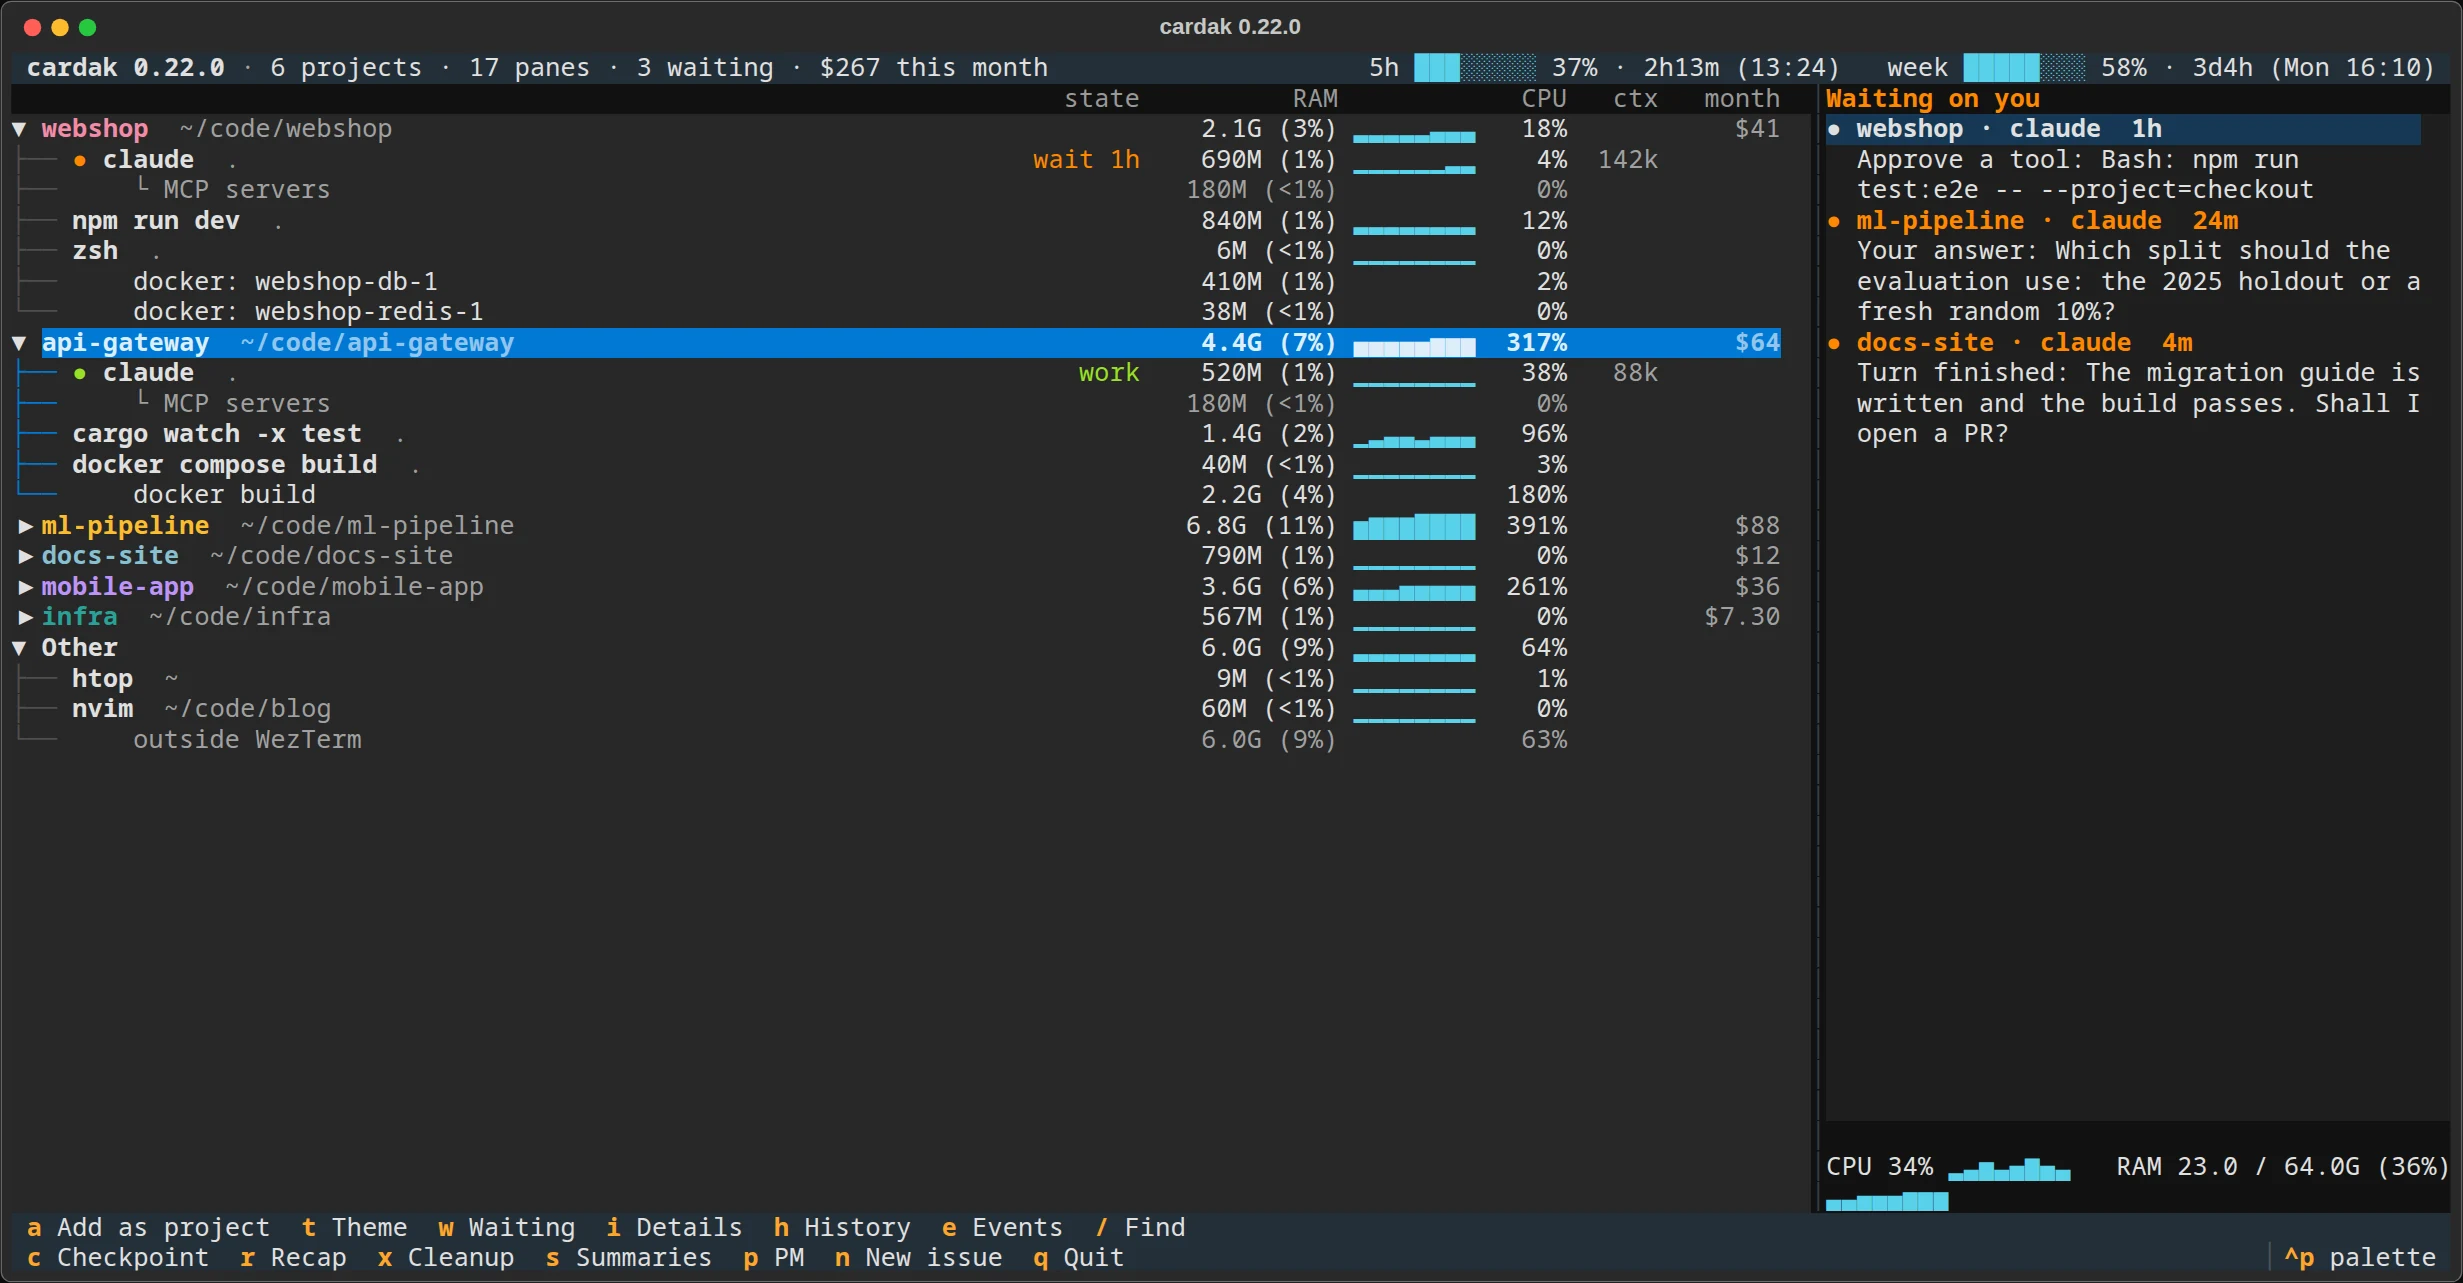 cardak 0.22.0
cardak 0.22.0 · 6 projects · 17 panes · 3 waiting · $267 this month 5h 37% · 2h13m (13:24) week 58% · 3d4h (Mon 16:10)
state RAM CPU ctx month
▼ webshop ~/code/webshop 2.1G (3%) 18% $41
● claude . wait 1h 690M (1%) 4% 142k
└ MCP servers 180M (<1%) 0%
npm run dev . 840M (1%) 12%
zsh . 6M (<1%) 0%
docker: webshop-db-1 410M (1%) 2%
docker: webshop-redis-1 38M (<1%) 0%
▼ api-gateway ~/code/api-gateway 4.4G (7%) 317% $64
● claude . work 520M (1%) 38% 88k
└ MCP servers 180M (<1%) 0%
cargo watch -x test . 1.4G (2%) 96%
docker compose build . 40M (<1%) 3%
docker build 2.2G (4%) 180%
▶ ml-pipeline ~/code/ml-pipeline 6.8G (11%) 391% $88
▶ docs-site ~/code/docs-site 790M (1%) 0% $12
▶ mobile-app ~/code/mobile-app 3.6G (6%) 261% $36
▶ infra ~/code/infra 567M (1%) 0% $7.30
▼ Other 6.0G (9%) 64%
htop ~ 9M (<1%) 1%
nvim ~/code/blog 60M (<1%) 0%
outside WezTerm 6.0G (9%) 63%
Waiting on you
● webshop · claude 1h
Approve a tool: Bash: npm run
test:e2e -- --project=checkout
● ml-pipeline · claude 24m
Your answer: Which split should the
evaluation use: the 2025 holdout or a
fresh random 10%?
● docs-site · claude 4m
Turn finished: The migration guide is
written and the build passes. Shall I
open a PR?
CPU 34% RAM 23.0 / 64.0G (36%)
a Add as project t Theme w Waiting i Details h History e Events / Find
c Checkpoint r Recap x Cleanup s Summaries p PM n New issue q Quit ^p palette